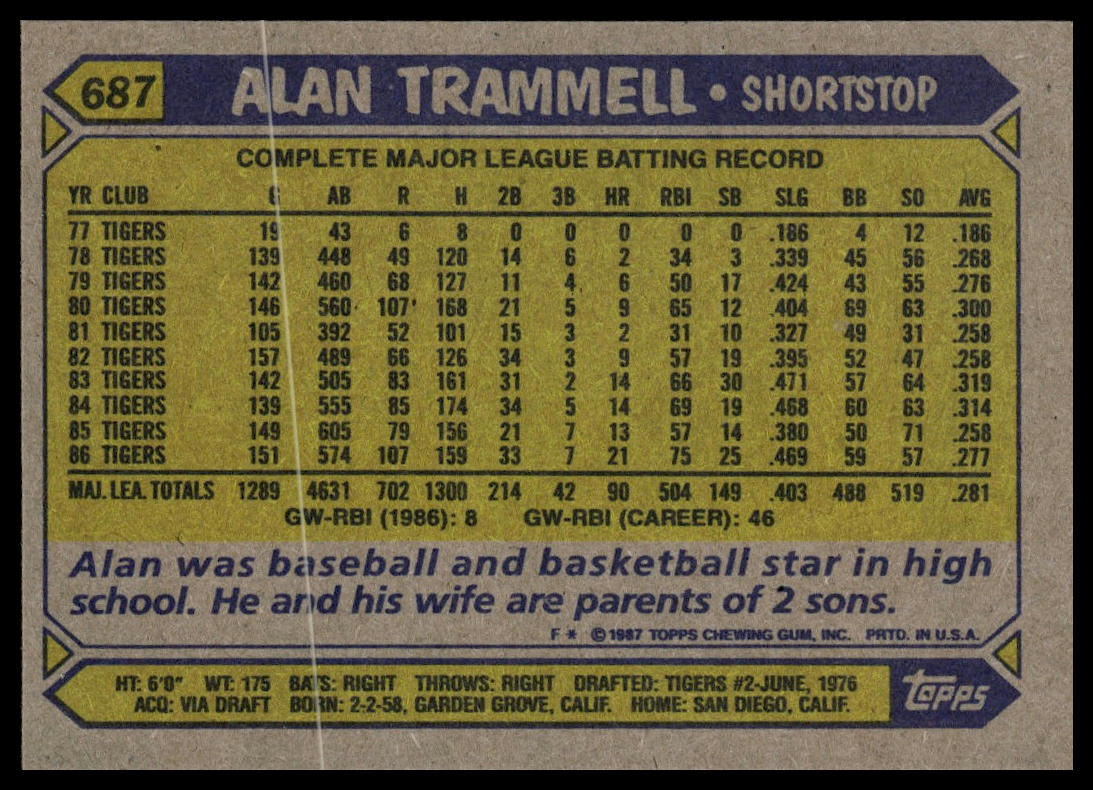 687 ALAN TRAMMELL • SHORTSTOP
COMPLETE MAJOR LEAGUE BATTING RECORD
YR CLUB G AB R H 2B 3B HR RBI SB SLG BB SO AVG
77 TIGERS 19 43 6 8 0 0 0 0 0 .186 4 12 .186
78 TIGERS 139 448 49 120 14 6 2 34 3 .339 45 56 .268
79 TIGERS 142 460 68 127 11 4 6 50 17 .424 43 55 .276
80 TIGERS 146 560 107 168 21 5 9 65 12 .404 69 63 .300
81 TIGERS 105 392 52 101 15 3 2 31 10 .327 49 31 .258
82 TIGERS 157 489 66 126 34 3 9 57 19 .395 52 47 .258
83 TIGERS 142 505 83 161 31 2 14 66 30 .471 57 64 .319
84 TIGERS 139 555 85 174 34 5 14 69 19 .468 60 63 .314
85 TIGERS 149 605 79 156 21 7 13 57 14 .380 50 71 .258
86 TIGERS 151 574 107 159 33 7 21 75 25 .469 59 57 .277
MAJ. LEA. TOTALS 1289 4631 702 1300 214 42 90 504 149 .403 488 519 .281
GW-RBI (1986): 8 GW-RBI (CAREER): 46
Alan was baseball and basketball star in high
school. He and his wife are parents of 2 sons.
F * © 1987 TOPPS CHEWING GUM, INC. PRTD. IN U.S.A.
HT: 6'0" WT: 175 BATS: RIGHT THROWS: RIGHT DRAFTED: TIGERS #2-JUNE, 1976
ACQ: VIA DRAFT BORN: 2-2-58, GARDEN GROVE, CALIF. HOME: SAN DIEGO, CALIF.
topps